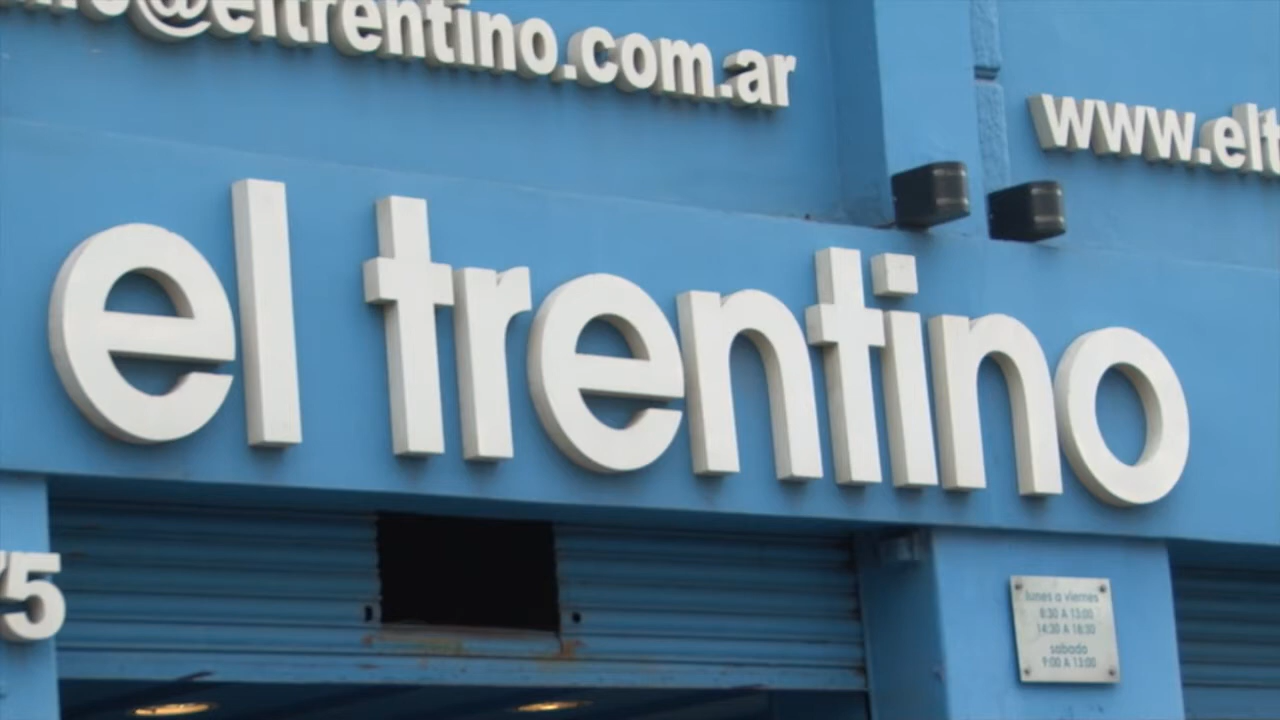 @eltrentino.com.ar
www.elt
el trentino
75
lunes a viernes
8:30 A 13:00
14:30 A 18:30
sabado
9:00 A 13:00